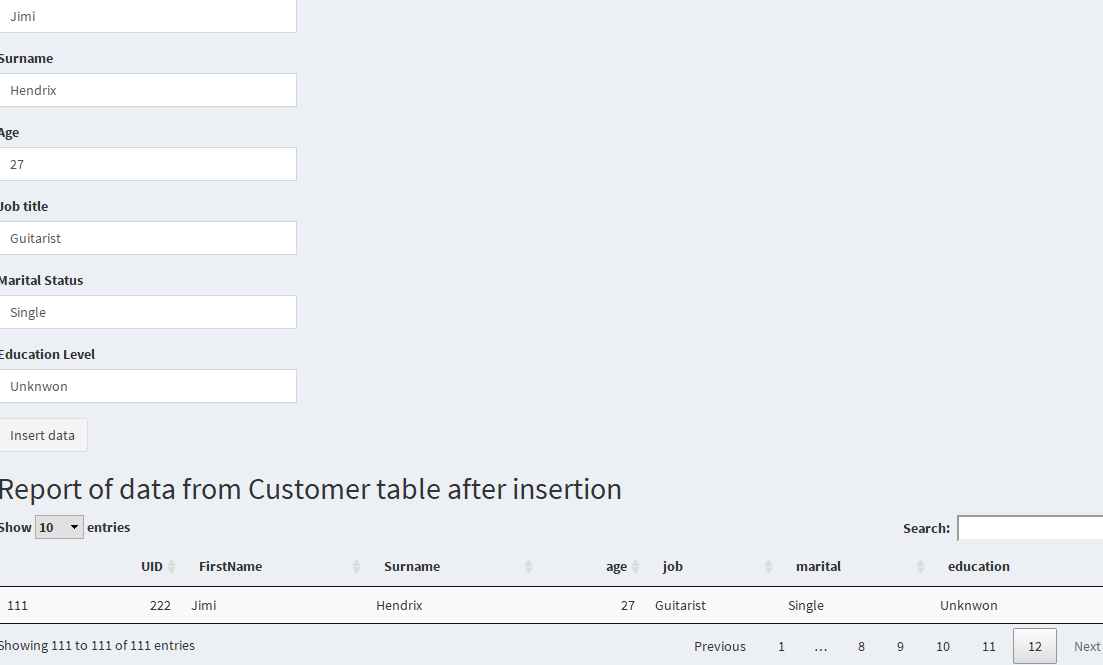 Jimi
Surname
Hendrix
Age
27
Job title
Guitarist
Marital Status
Single
Education Level
Unknwon
Insert data
Report of data from Customer table after insertion
Show 10 entries
Search:
UID FirstName Surname age job marital education
111 222 Jimi Hendrix 27 Guitarist Single Unknwon
Showing 111 to 111 of 111 entries
Previous 1 … 8 9 10 11 12 Next